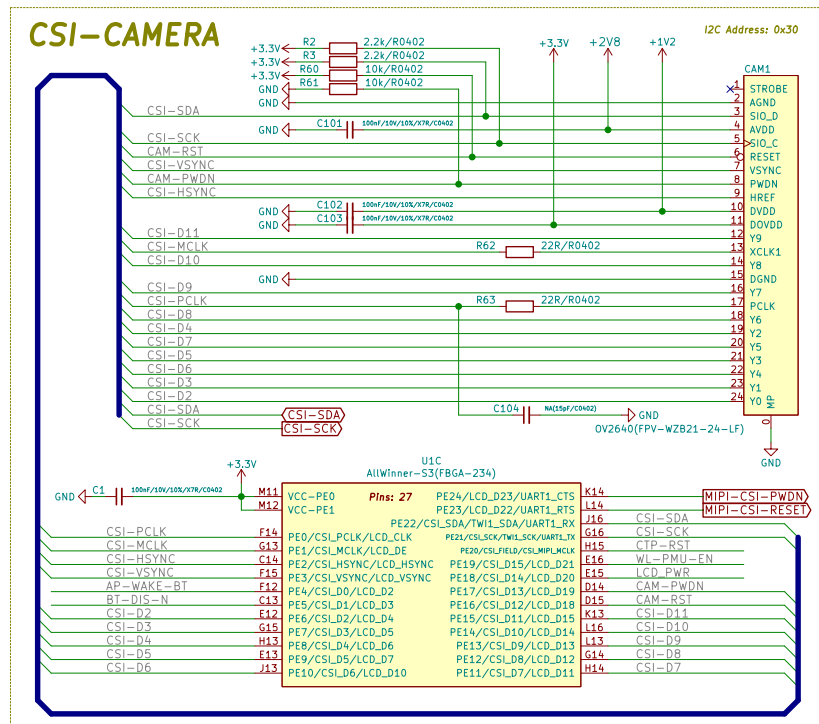 CSI-CAMERA
I2C Address: 0x30
+3.3V R2 2.2k/R0402
+3.3V R3 2.2k/R0402
+3.3V R60 10k/R0402
GND R61 10k/R0402
GND
+3.3V +2V8 +1V2
CAM1
1 STROBE
2 AGND
CSI-SDA 3 SIO_D
GND C101 100nF/10V/10%/X7R/C0402 4 AVDD
CSI-SCK 5 SIO_C
CAM-RST 6 RESET
CSI-VSYNC 7 VSYNC
CAM-PWDN 8 PWDN
CSI-HSYNC 9 HREF
GND C102 100nF/10V/10%/X7R/C0402 10 DVDD
GND C103 100nF/10V/10%/X7R/C0402 11 DOVDD
CSI-D11 12 Y9
CSI-MCLK R62 22R/R0402 13 XCLK1
CSI-D10 14 Y8
GND 15 DGND
CSI-D9 16 Y7
CSI-PCLK R63 22R/R0402 17 PCLK
CSI-D8 18 Y6
CSI-D4 19 Y2
CSI-D7 20 Y5
CSI-D5 21 Y3
CSI-D6 22 Y4
CSI-D3 23 Y1
CSI-D2 24 Y0
MP
0
GND
CSI-SDA CSI-SDA
CSI-SCK CSI-SCK
C104 NA(15pF/C0402) GND
OV2640(FPV-WZB21-24-LF)
U1C
AllWinner-S3(FBGA-234)
+3.3V
GND C1 100nF/10V/10%/X7R/C0402
Pins: 27
M11 VCC-PE0 PE24/LCD_D23/UART1_CTS K14 MIPI-CSI-PWDN
M12 VCC-PE1 PE23/LCD_D22/UART1_RTS L14 MIPI-CSI-RESET
PE22/CSI_SDA/TWI1_SDA/UART1_RX J16 CSI-SDA
CSI-PCLK F14 PE0/CSI_PCLK/LCD_CLK PE21/CSI_SCK/TWI1_SCK/UART1_TX G16 CSI-SCK
CSI-MCLK G13 PE1/CSI_MCLK/LCD_DE PE20/CSI_FIELD/CSI_MIPI_MCLK H15 CTP-RST
CSI-HSYNC C14 PE2/CSI_HSYNC/LCD_HSYNC PE19/CSI_D15/LCD_D21 E16 WL-PMU-EN
CSI-VSYNC F15 PE3/CSI_VSYNC/LCD_VSYNC PE18/CSI_D14/LCD_D20 E15 LCD_PWR
AP-WAKE-BT F12 PE4/CSI_D0/LCD_D2 PE17/CSI_D13/LCD_D19 D14 CAM-PWDN
BT-DIS-N C13 PE5/CSI_D1/LCD_D3 PE16/CSI_D12/LCD_D18 D15 CAM-RST
CSI-D2 E12 PE6/CSI_D2/LCD_D4 PE15/CSI_D11/LCD_D15 K13 CSI-D11
CSI-D3 G15 PE7/CSI_D3/LCD_D5 PE14/CSI_D10/LCD_D14 L16 CSI-D10
CSI-D4 H13 PE8/CSI_D4/LCD_D6 PE13/CSI_D9/LCD_D13 L13 CSI-D9
CSI-D5 E13 PE9/CSI_D5/LCD_D7 PE12/CSI_D8/LCD_D12 G14 CSI-D8
CSI-D6 J13 PE10/CSI_D6/LCD_D10 PE11/CSI_D7/LCD_D11 H14 CSI-D7